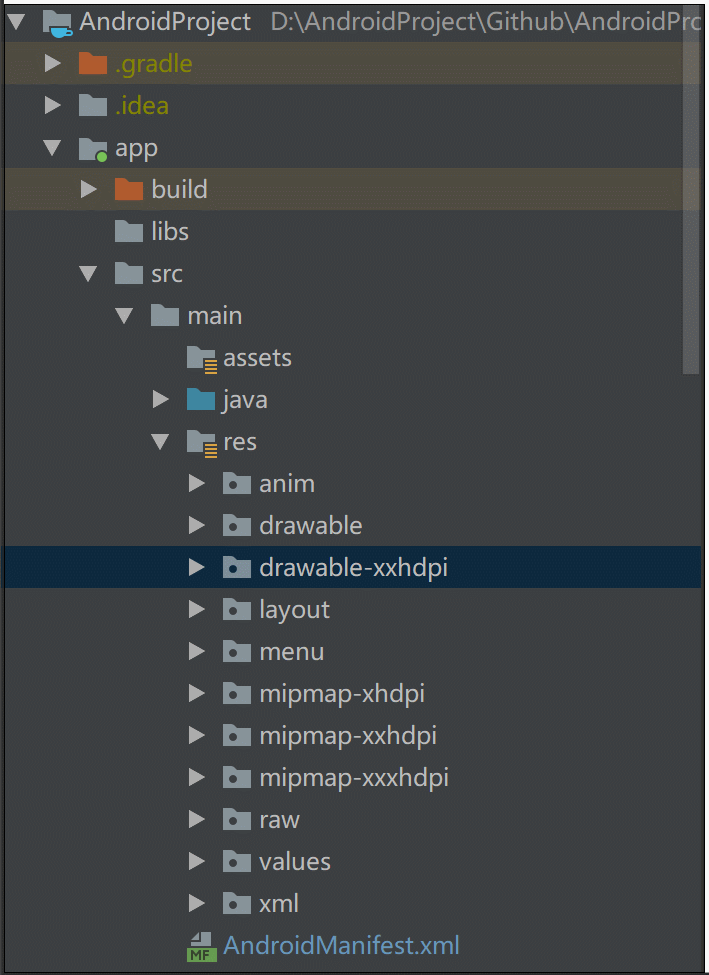 AndroidProject D:\AndroidProject\Github\AndroidPrc
.gradle
.idea
app
build
libs
src
main
assets
java
res
anim
drawable
drawable-xxhdpi
layout
menu
mipmap-xhdpi
mipmap-xxhdpi
mipmap-xxxhdpi
raw
values
xml
MF AndroidManifest.xml